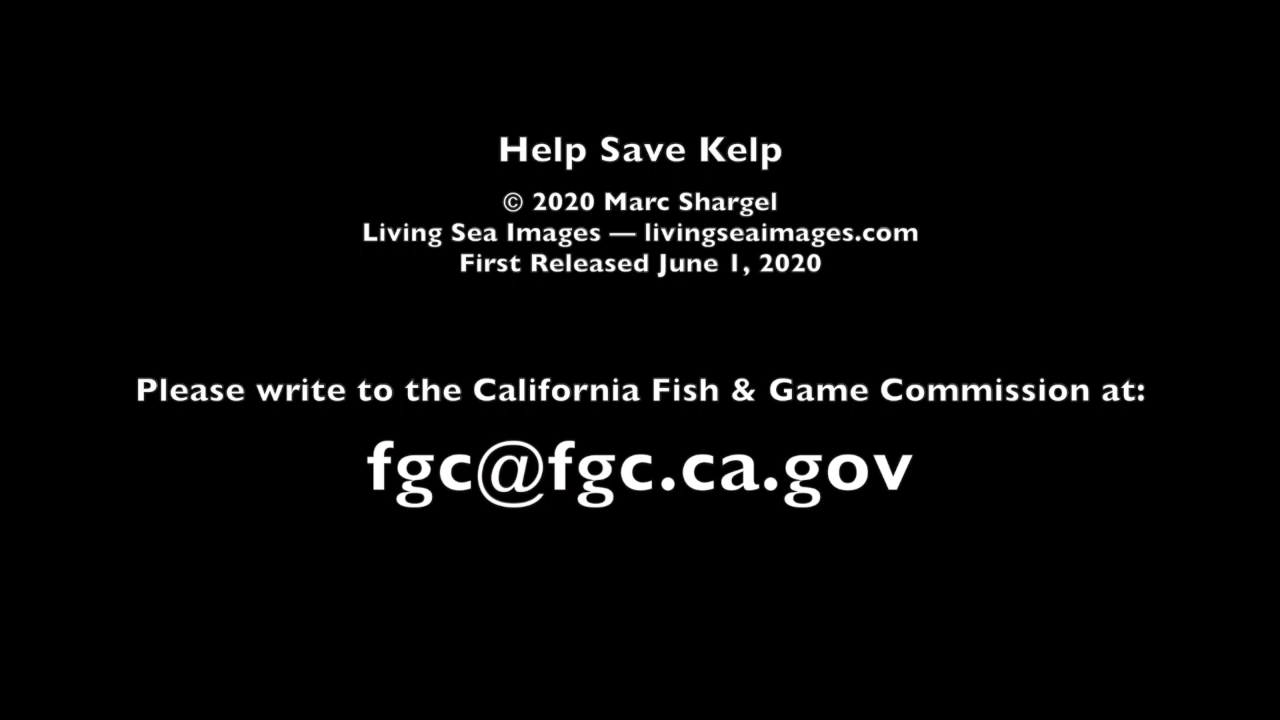 Help Save Kelp
© 2020 Marc Shargel
Living Sea Images — livingseaimages.com
First Released June 1, 2020
Please write to the California Fish & Game Commission at:
fgc@fgc.ca.gov